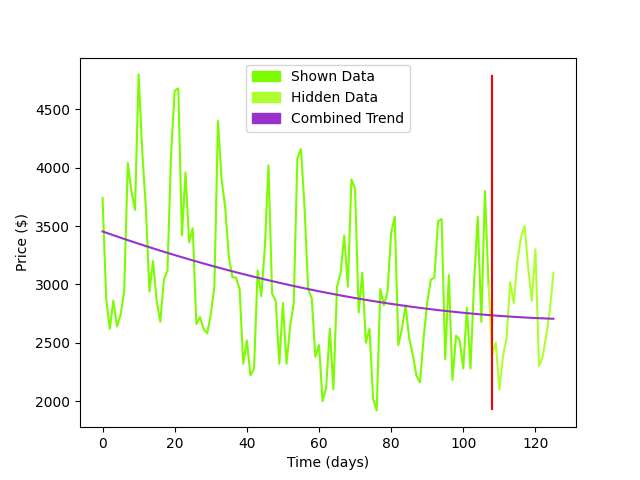 Shown Data
Hidden Data
Combined Trend
4500
4000
3500
3000
2500
2000
Price ($)
0 20 40 60 80 100 120
Time (days)